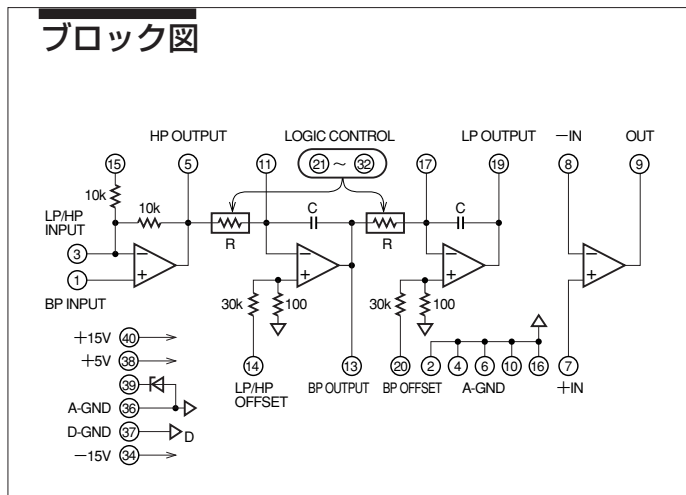 ブロック図
HP OUTPUT LOGIC CONTROL LP OUTPUT －IN OUT
15 5 11 21 ～ 32 17 19 8 9
10k
10k C C
LP/HP
INPUT
3 R R
1
BP INPUT
30k 100 30k 100
＋15V 40
＋5V 38
39
A-GND 36
D-GND 37 D
－15V 34
14 13 20 2 4 6 10 16 7
LP/HP
OFFSET
BP OUTPUT BP OFFSET A-GND ＋IN